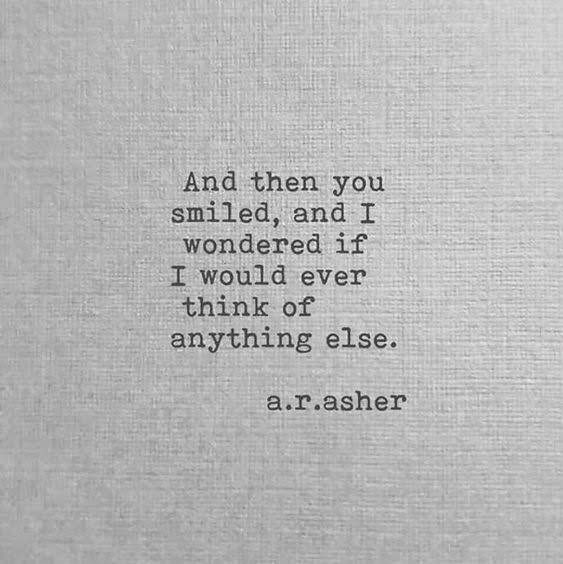 And then you
smiled, and I
wondered if
I would ever
think of
anything else.
a.r.asher